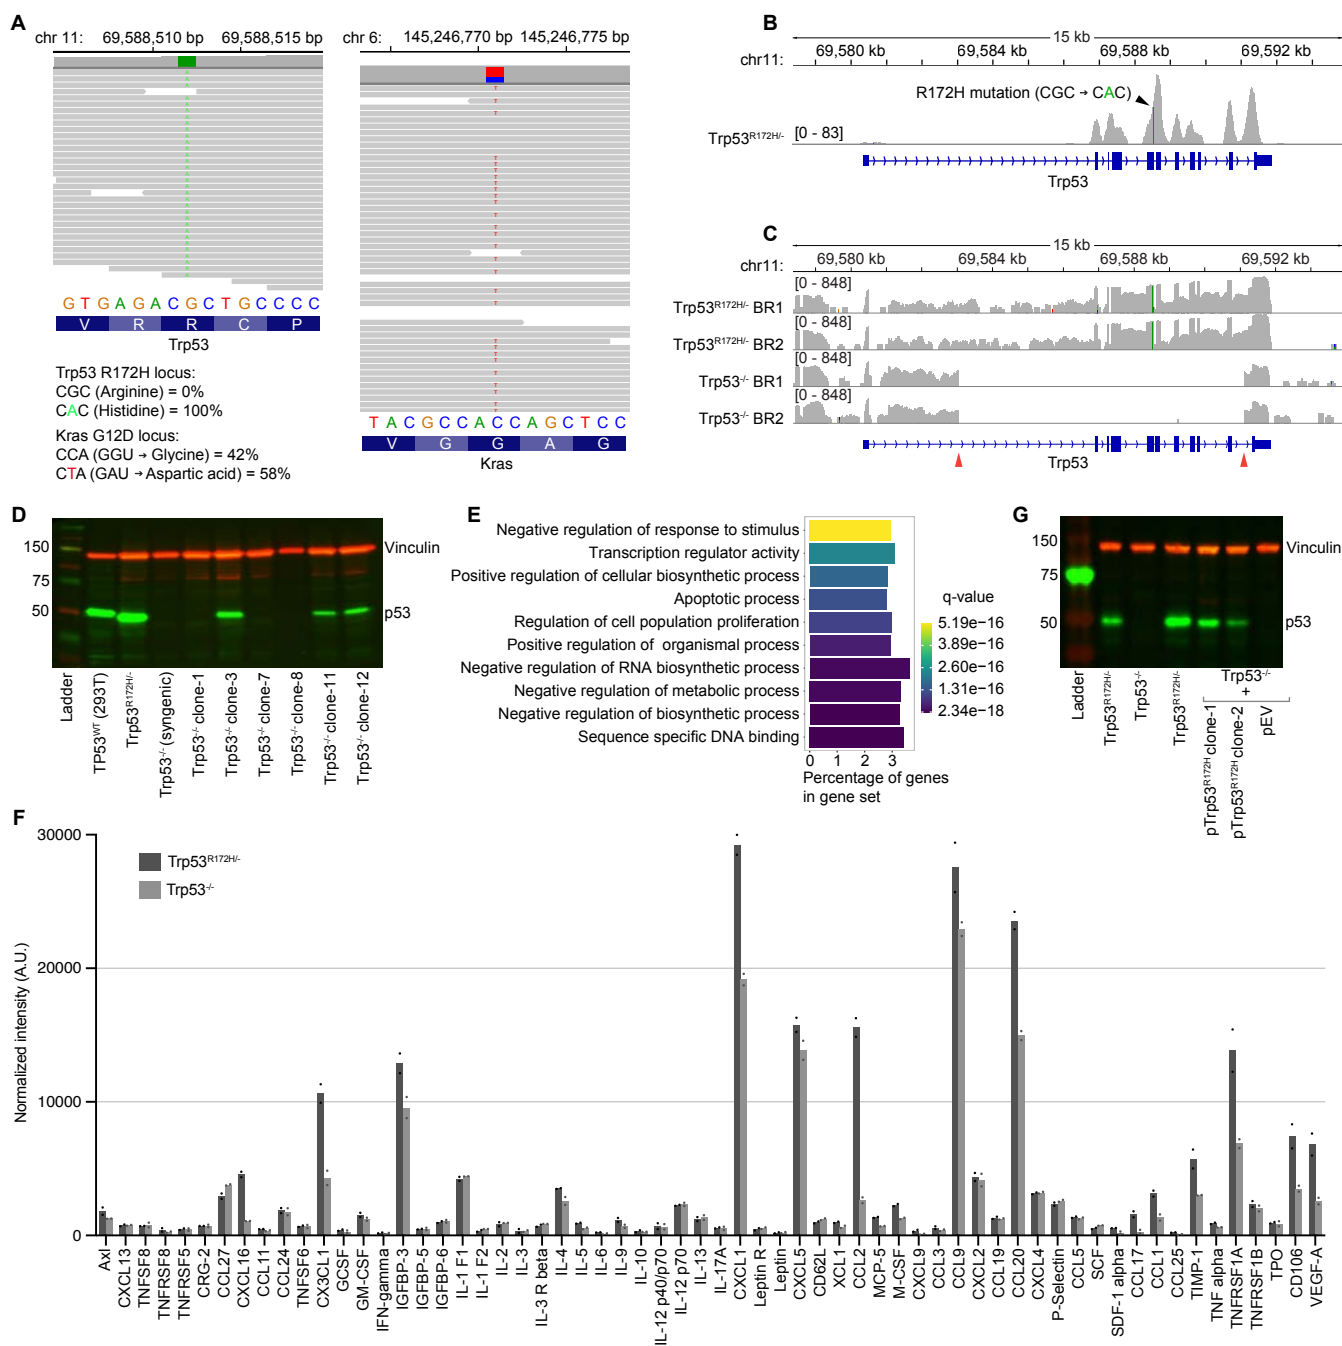 A
chr 11: 69,588,510 bp 69,588,515 bp
G T G A G A C G C T G C C C C
V R R C P
Trp53
Trp53 R172H locus:
CGC (Arginine) = 0%
CAC (Histidine) = 100%
Kras G12D locus:
CCA (GGU → Glycine) = 42%
CTA (GAU → Aspartic acid) = 58%
chr 6: 145,246,770 bp 145,246,775 bp
T A C G C C A C C A G C T C C
V G G A G
Kras
B
15 kb
69,580 kb 69,584 kb 69,588 kb 69,592 kb
chr11:
R172H mutation (CGC → CAC)
Trp53R172H/- [0 - 83]
Trp53
C
15 kb
69,580 kb 69,584 kb 69,588 kb 69,592 kb
chr11:
[0 - 848]
Trp53R172H/- BR1
[0 - 848]
Trp53R172H/- BR2
[0 - 848]
Trp53-/- BR1
[0 - 848]
Trp53-/- BR2
Trp53
D
150
75
50
Vinculin
p53
Ladder
TP53WT (293T)
Trp53R172H/-
Trp53-/- (syngenic)
Trp53-/- clone-1
Trp53-/- clone-3
Trp53-/- clone-7
Trp53-/- clone-8
Trp53-/- clone-11
Trp53-/- clone-12
E
Negative regulation of response to stimulus
Transcription regulator activity
Positive regulation of cellular biosynthetic process
Apoptotic process
Regulation of cell population proliferation
Positive regulation of organismal process
Negative regulation of RNA biosynthetic process
Negative regulation of metabolic process
Negative regulation of biosynthetic process
Sequence specific DNA binding
0 1 2 3
Percentage of genes
in gene set
q-value
5.19e−16
3.89e−16
2.60e−16
1.31e−16
2.34e−18
G
150
75
50
Vinculin
p53
Ladder
Trp53R172H/-
Trp53-/-
Trp53R172H/-
Trp53-/-
+
pTrp53R172H clone-1
pTrp53R172H clone-2
pEV
F
Trp53R172H/-
Trp53-/-
Normalized intensity (A.U.)
30000
20000
10000
0
Axl
CXCL13
TNFSF8
TNFRSF8
TNFRSF5
CRG-2
CCL27
CXCL16
CCL11
CCL24
TNFSF6
CX3CL1
GCSF
GM-CSF
IFN-gamma
IGFBP-3
IGFBP-5
IGFBP-6
IL-1 F1
IL-1 F2
IL-2
IL-3
IL-3 R beta
IL-4
IL-5
IL-6
IL-9
IL-10
IL-12 p40/p70
IL-12 p70
IL-13
IL-17A
CXCL1
Leptin R
Leptin
CXCL5
CD62L
XCL1
CCL2
MCP-5
M-CSF
CXCL9
CCL3
CCL9
CXCL2
CCL19
CCL20
CXCL4
P-Selectin
CCL5
SCF
SDF-1 alpha
CCL17
CCL1
CCL25
TIMP-1
TNF alpha
TNFRSF1A
TNFRSF1B
TPO
CD106
VEGF-A